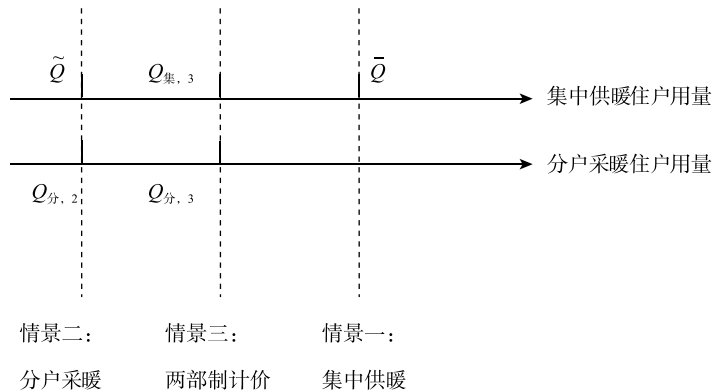 Q̃
Q集，3
Q̄
集中供暖住户用量
分户采暖住户用量
Q分，2
Q分，3
情景二：
分户采暖
情景三：
两部制计价
情景一：
集中供暖